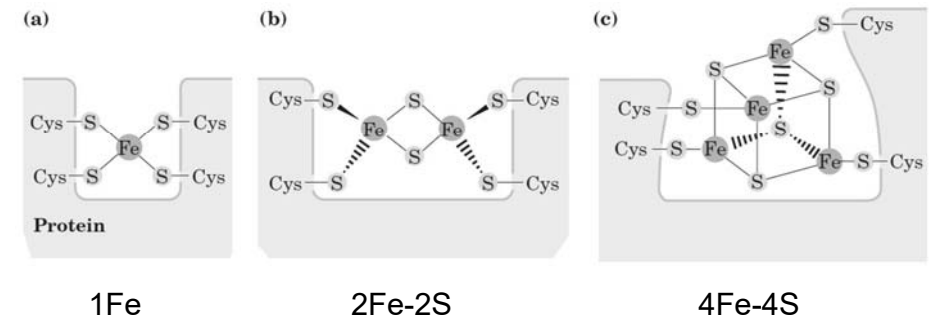 (a)
Cys S S Cys
Fe
Cys S S Cys
Protein
1Fe
(b)
Cys S S S Cys
Fe Fe
S
Cys S S Cys
2Fe-2S
(c)
S Cys
Fe
S S
Cys S Fe
S
Cys S Fe Fe S Cys
S
4Fe-4S